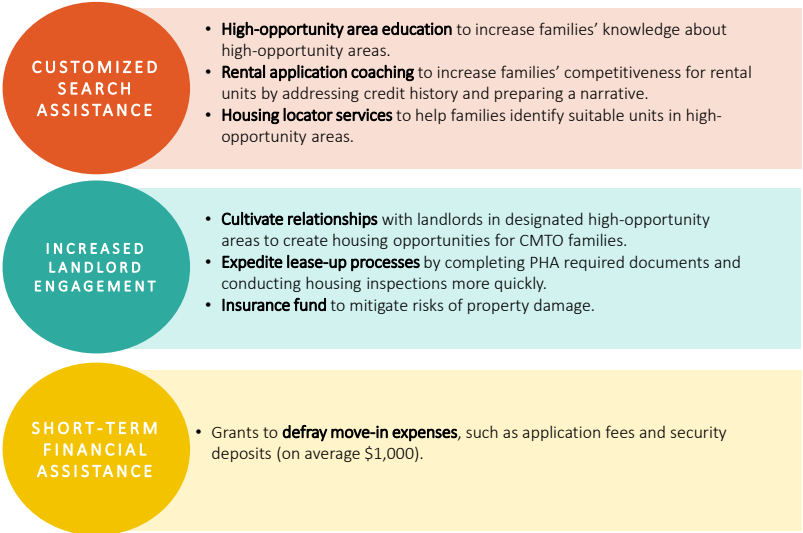 CUSTOMIZED
SEARCH
ASSISTANCE
• High-opportunity area education to increase families’ knowledge about
high-opportunity areas.
• Rental application coaching to increase families’ competitiveness for rental
units by addressing credit history and preparing a narrative.
• Housing locator services to help families identify suitable units in high-
opportunity areas.
INCREASED
LANDLORD
ENGAGEMENT
• Cultivate relationships with landlords in designated high-opportunity
areas to create housing opportunities for CMTO families.
• Expedite lease-up processes by completing PHA required documents and
conducting housing inspections more quickly.
• Insurance fund to mitigate risks of property damage.
SHORT-TERM
FINANCIAL
ASSISTANCE
• Grants to defray move-in expenses, such as application fees and security
deposits (on average $1,000).